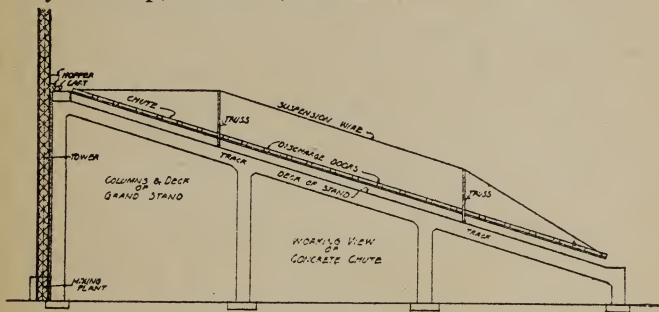 HOPPER
CART
CHUTE
SUSPENSION WIRE
TRUSS
DISCHARGE DOORS
TOWER
TRACK
COLUMNS & DECK
OF
GRAND STAND
DECK OF STAND
TRUSS
WORKING VIEW
OF
CONCRETE CHUTE
TRACK
MIXING
PLANT